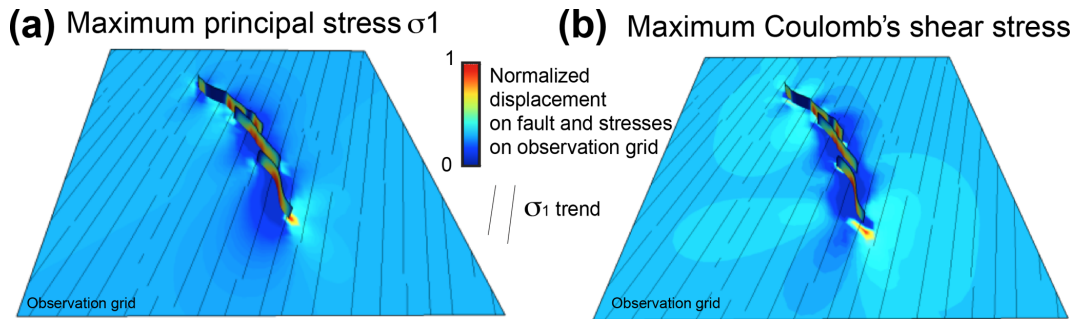 (a) Maximum principal stress σ1
(b) Maximum Coulomb's shear stress
1
Normalized
displacement
on fault and stresses
on observation grid
0
σ1 trend
Observation grid
Observation grid